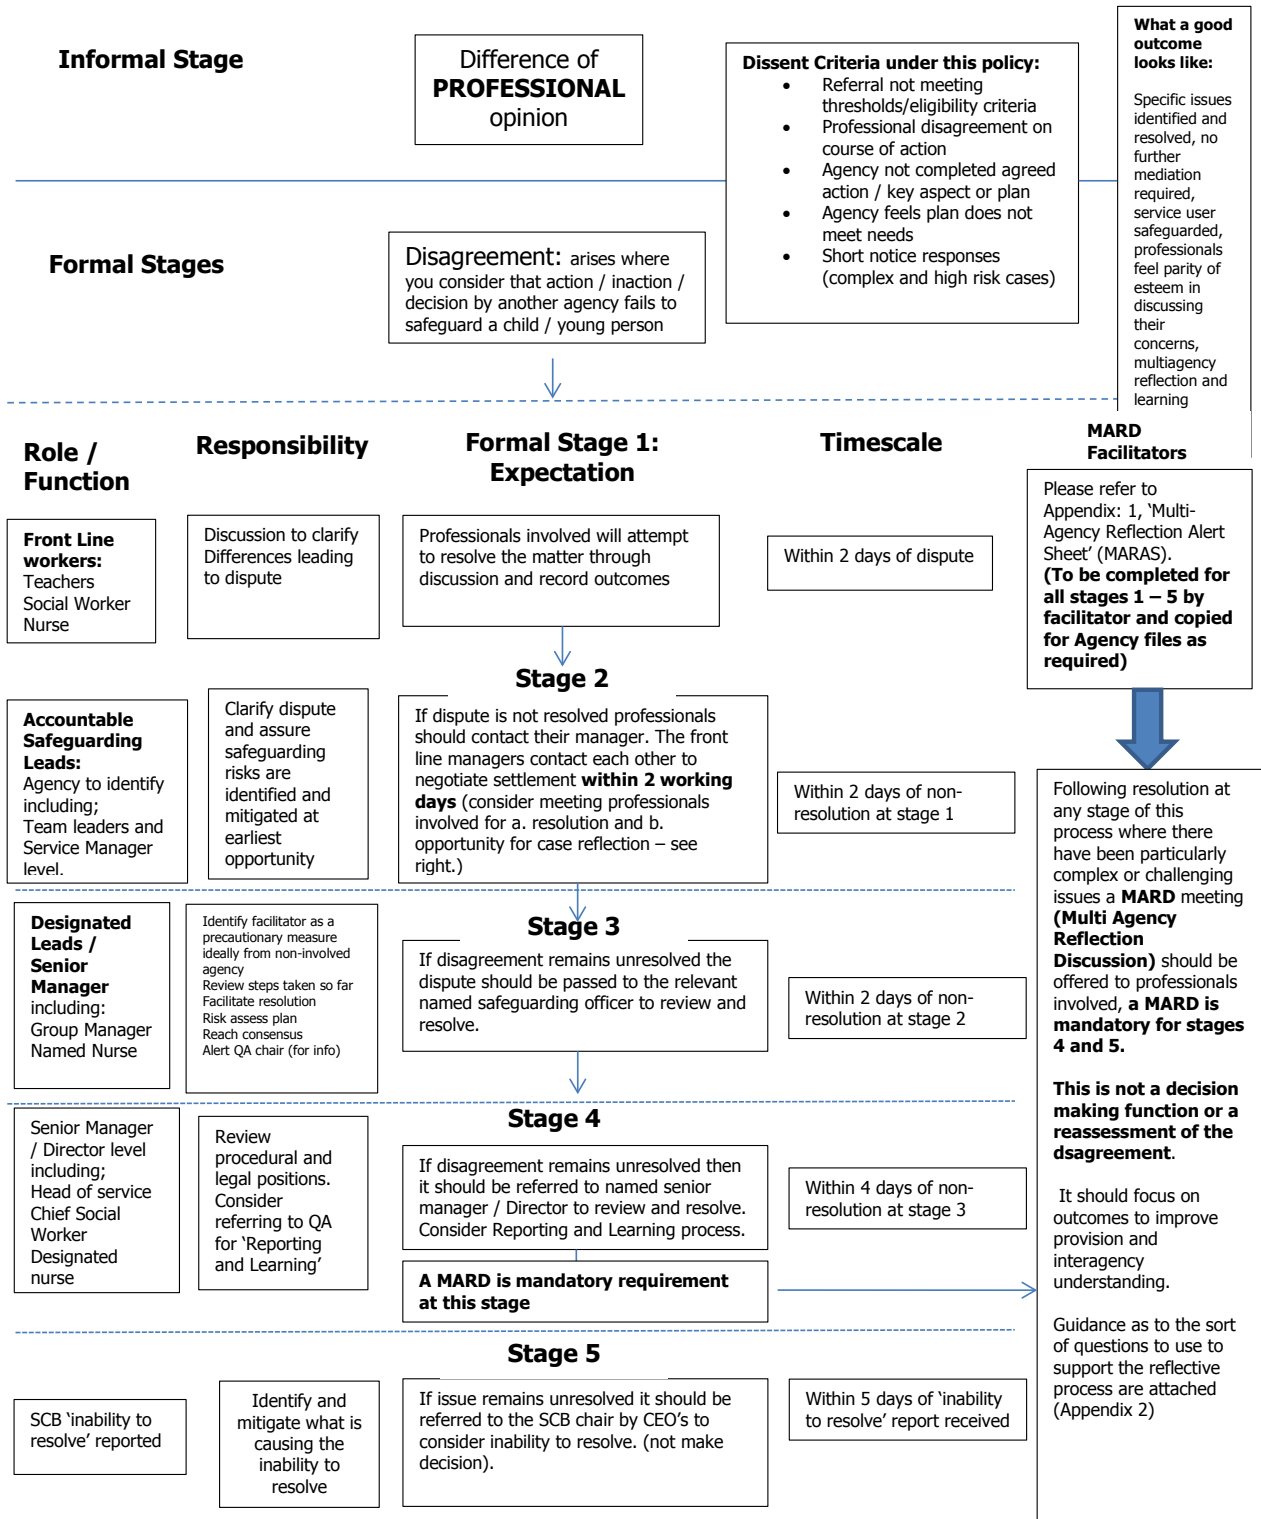 Informal Stage
Difference of
PROFESSIONAL
opinion
Dissent Criteria under this policy:
• Referral not meeting
thresholds/eligibility criteria
• Professional disagreement on
course of action
• Agency not completed agreed
action / key aspect or plan
• Agency feels plan does not
meet needs
• Short notice responses
(complex and high risk cases)
What a good
outcome
looks like:
Specific issues
identified and
resolved, no
further
mediation
required,
service user
safeguarded,
professionals
feel parity of
esteem in
discussing
their
concerns,
multiagency
reflection and
learning
Formal Stages
Disagreement: arises where
you consider that action / inaction /
decision by another agency fails to
safeguard a child / young person
Role /
Function
Responsibility
Formal Stage 1:
Expectation
Timescale
MARD
Facilitators
Front Line
workers:
Teachers
Social Worker
Nurse
Discussion to clarify
Differences leading
to dispute
Professionals involved will attempt
to resolve the matter through
discussion and record outcomes
Within 2 days of dispute
Please refer to
Appendix: 1, ‘Multi-
Agency Reflection Alert
Sheet’ (MARAS).
(To be completed for
all stages 1 – 5 by
facilitator and copied
for Agency files as
required)
Stage 2
Accountable
Safeguarding
Leads:
Agency to identify
including;
Team leaders and
Service Manager
level.
Clarify dispute
and assure
safeguarding
risks are
identified and
mitigated at
earliest
opportunity
If dispute is not resolved professionals
should contact their manager. The front
line managers contact each other to
negotiate settlement within 2 working
days (consider meeting professionals
involved for a. resolution and b.
opportunity for case reflection – see
right.)
Within 2 days of non-
resolution at stage 1
Following resolution at
any stage of this
process where there
have been particularly
complex or challenging
issues a MARD meeting
(Multi Agency
Reflection
Discussion) should be
offered to professionals
involved, a MARD is
mandatory for stages
4 and 5.
This is not a decision
making function or a
reassessment of the
dsagreement.
It should focus on
outcomes to improve
provision and
interagency
understanding.
Guidance as to the sort
of questions to use to
support the reflective
process are attached
(Appendix 2)
Stage 3
Designated
Leads /
Senior
Manager
including:
Group Manager
Named Nurse
Identify facilitator as a
precautionary measure
ideally from non-involved
agency
Review steps taken so far
Facilitate resolution
Risk assess plan
Reach consensus
Alert QA chair (for info)
If disagreement remains unresolved the
dispute should be passed to the relevant
named safeguarding officer to review and
resolve.
Within 2 days of non-
resolution at stage 2
Stage 4
Senior Manager
/ Director level
including;
Head of service
Chief Social
Worker
Designated
nurse
Review
procedural and
legal positions.
Consider
referring to QA
for ‘Reporting
and Learning’
If disagreement remains unresolved then
it should be referred to named senior
manager / Director to review and resolve.
Consider Reporting and Learning process.
Within 4 days of non-
resolution at stage 3
A MARD is mandatory requirement
at this stage
Stage 5
SCB ‘inability to
resolve’ reported
Identify and
mitigate what is
causing the
inability to
resolve
If issue remains unresolved it should be
referred to the SCB chair by CEO’s to
consider inability to resolve. (not make
decision).
Within 5 days of ‘inability
to resolve’ report received